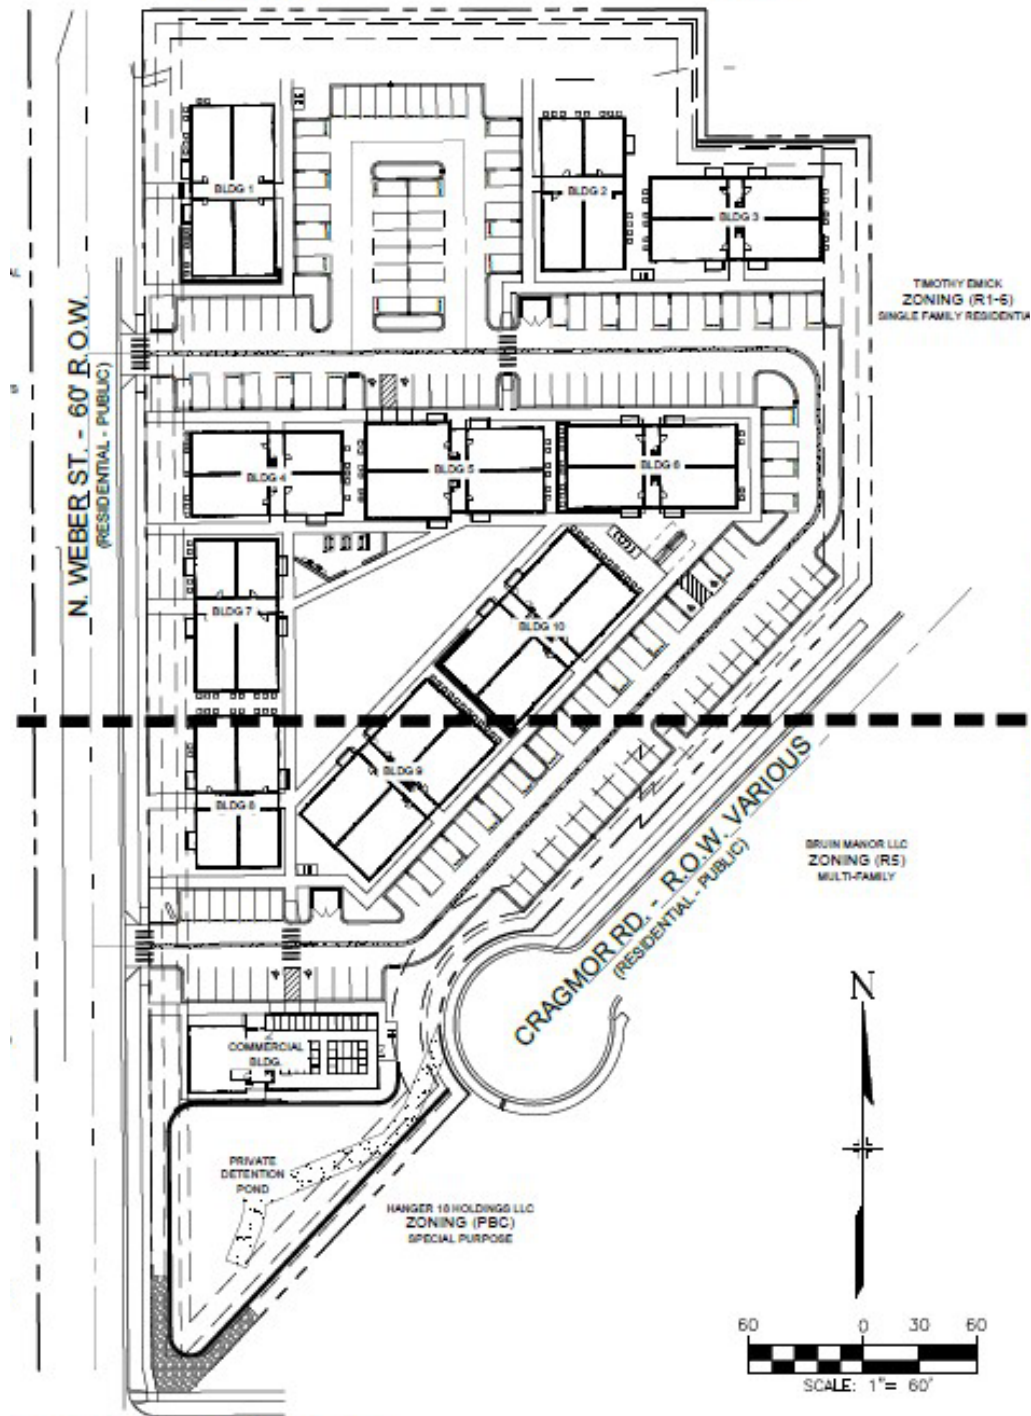 BLDG 1
BLDG 2
BLDG 3
TIMOTHY EMICK
ZONING (R1-6)
SINGLE FAMILY RESIDENTIA
N. WEBER ST. - 60' R.O.W.
(RESIDENTIAL - PUBLIC)
BLDG 4
BLDG 5
BLDG 6
BLDG 7
BLDG 10
BLDG 9
BLDG 8
CRAGMOR RD. - R.O.W. VARIOUS
(RESIDENTIAL - PUBLIC)
BRUIN MANOR LLC
ZONING (R5)
MULTI-FAMILY
N
COMMERCIAL
BLDG.
PRIVATE
DETENTION
POND
HANGER 18 HOLDINGS LLC
ZONING (PBC)
SPECIAL PURPOSE
60 0 30 60
SCALE: 1"= 60'